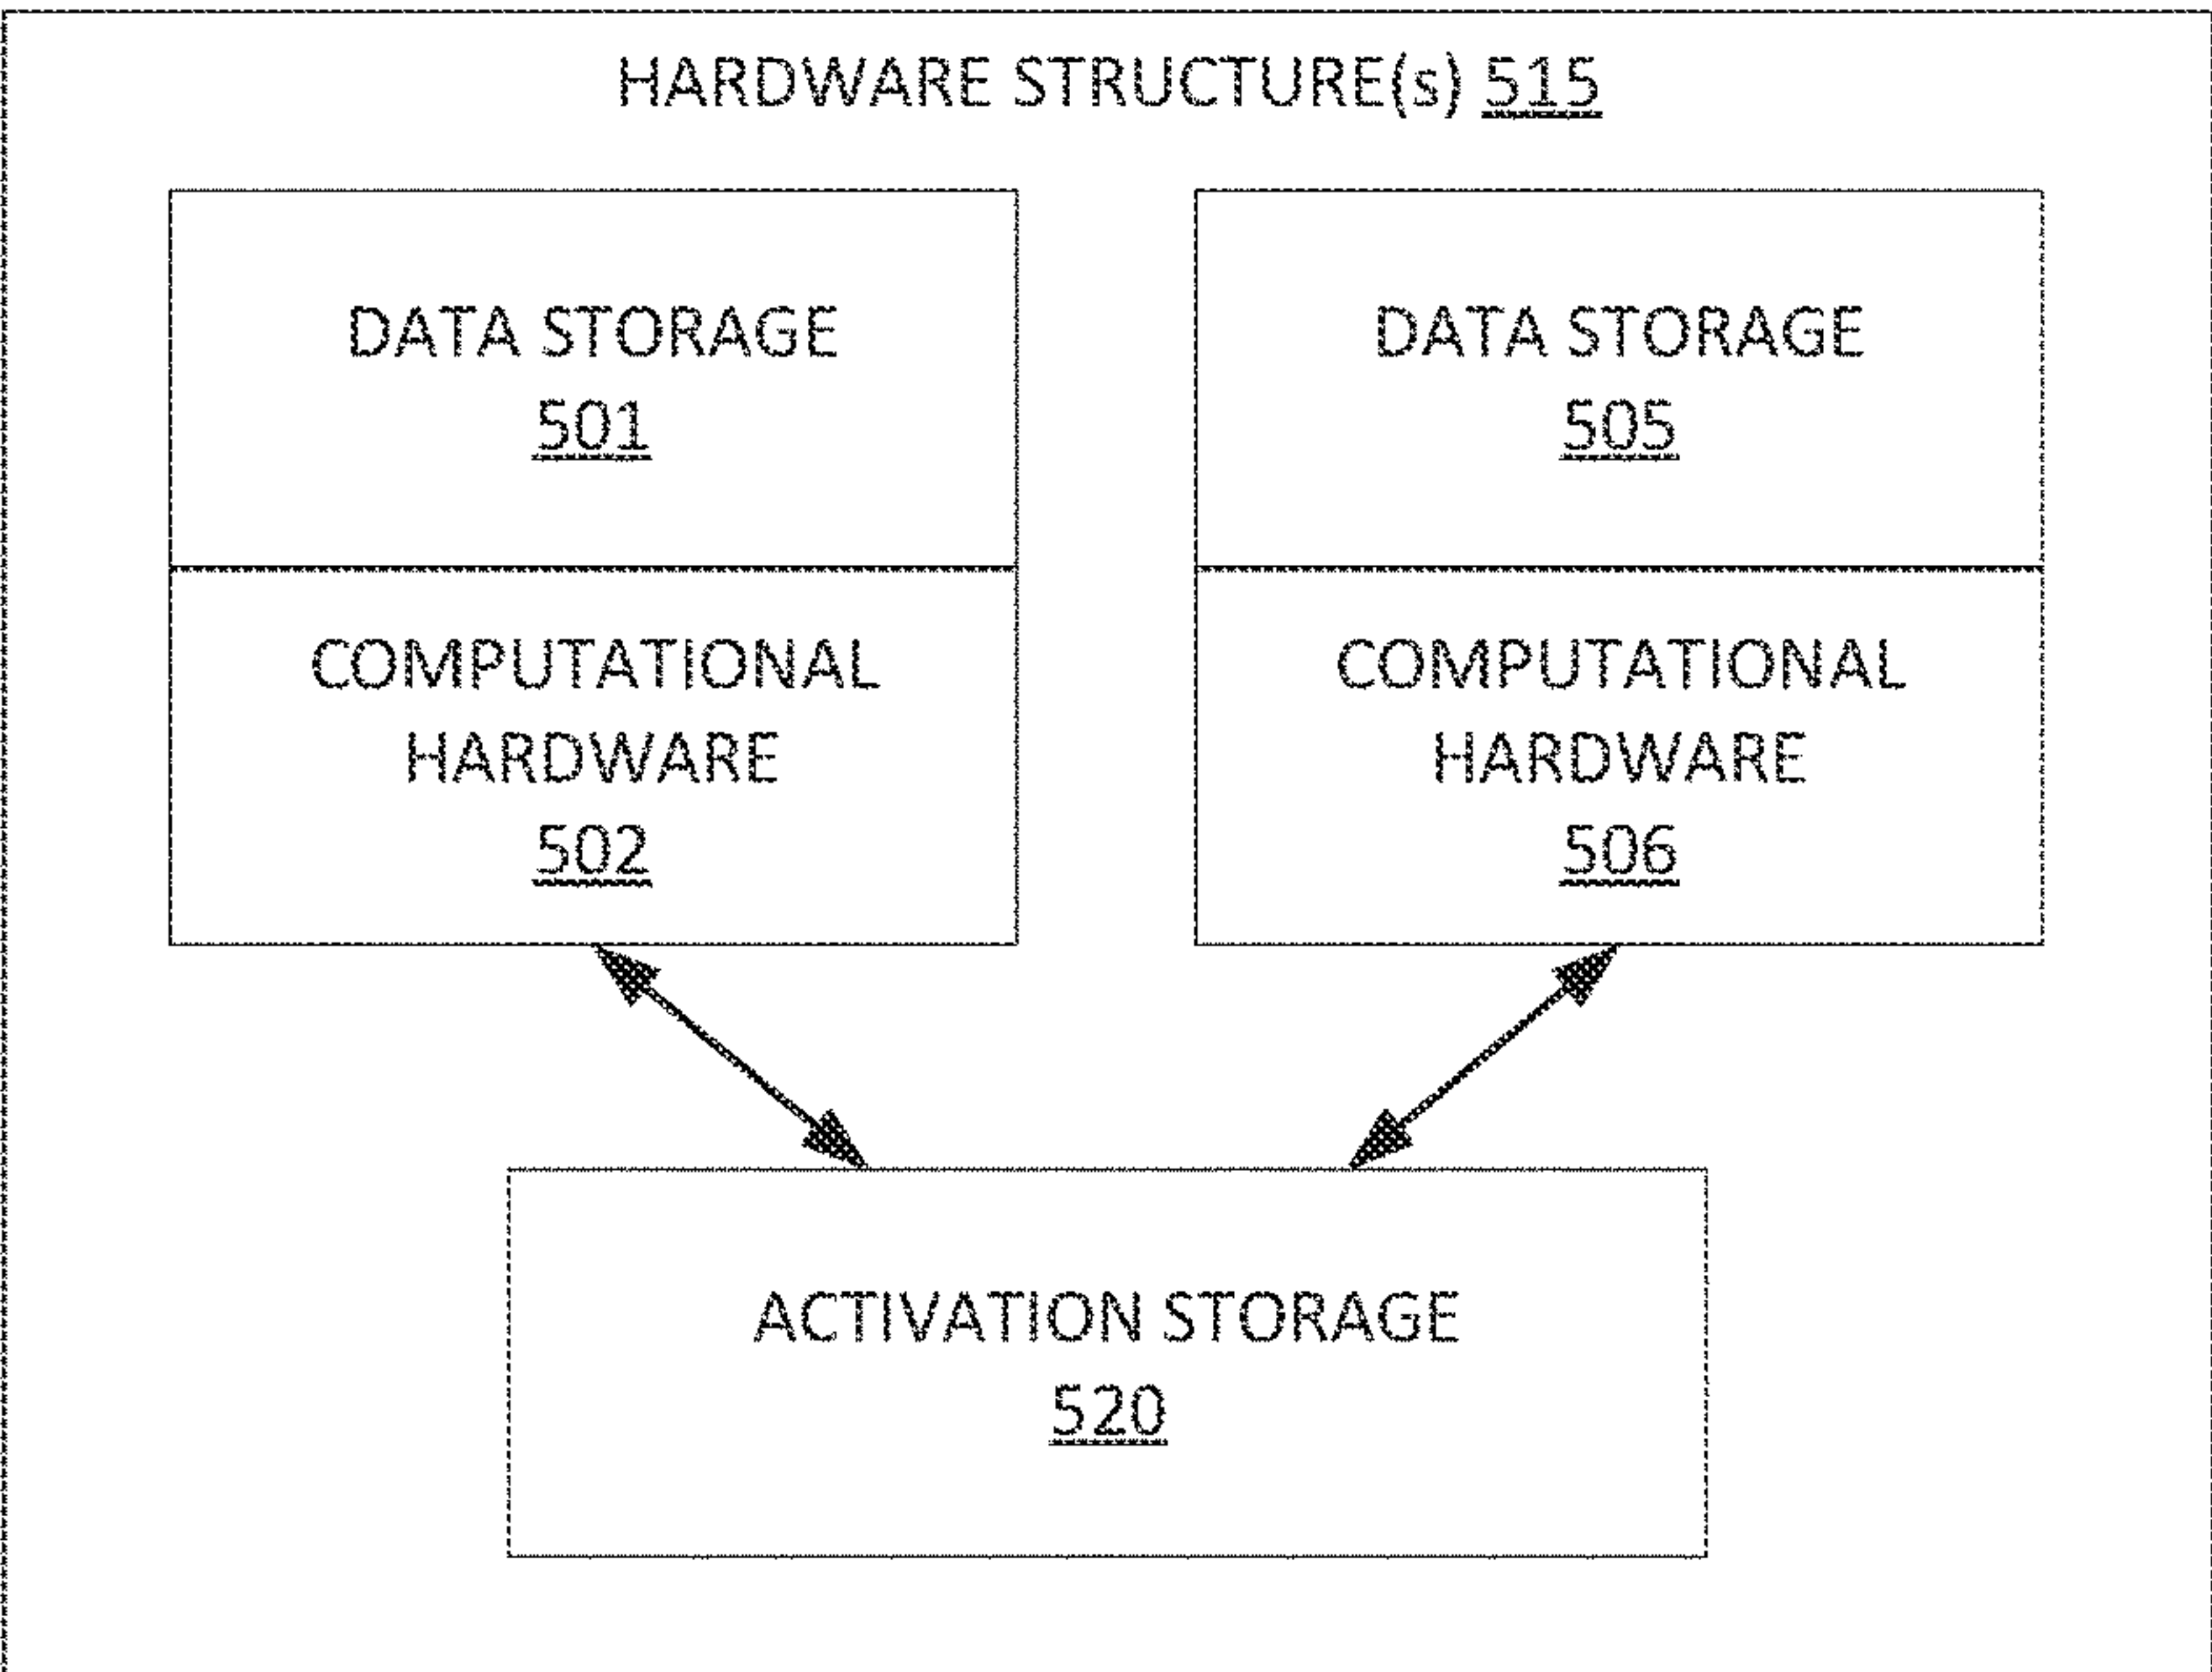 HARDWARE STRUCTURE(s) 515
DATA STORAGE
501
COMPUTATIONAL
HARDWARE
502
DATA STORAGE
505
COMPUTATIONAL
HARDWARE
506
ACTIVATION STORAGE
520